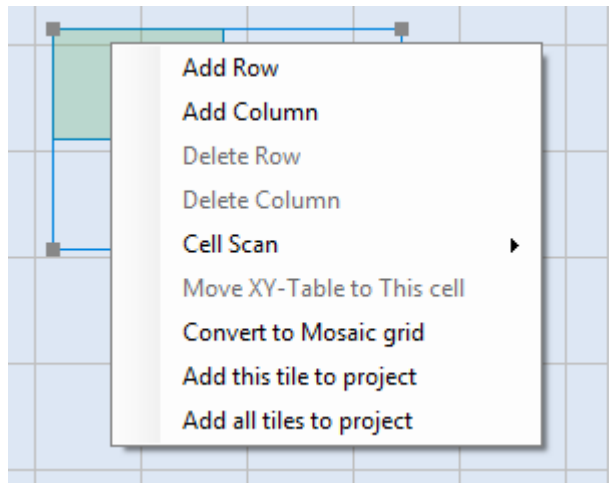 Add Row
Add Column
Delete Row
Delete Column
Cell Scan
Move XY-Table to This cell
Convert to Mosaic grid
Add this tile to project
Add all tiles to project